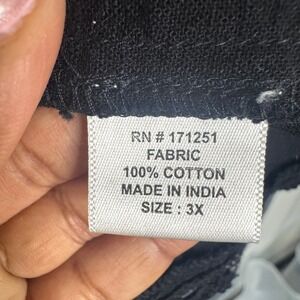 RN # 171251
FABRIC
100% COTTON
MADE IN INDIA
SIZE : 3X